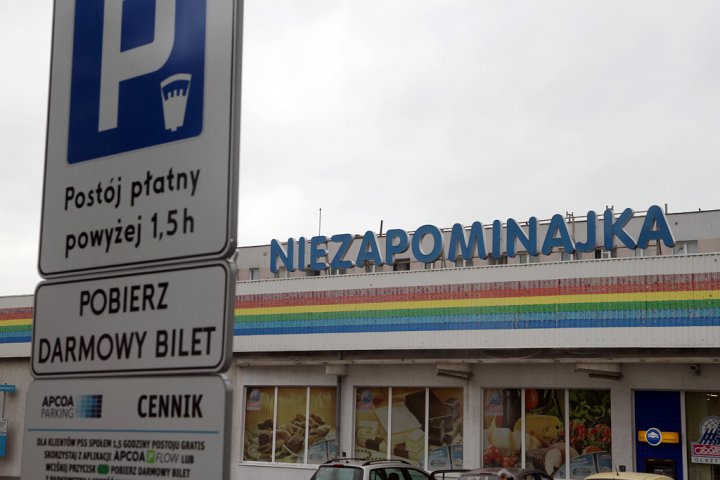 P
Postój płatny
powyżej 1,5h
POBIERZ
DARMOWY BILET
APCOA
PARKING
CENNIK
DLA KLIENTÓW PSS SPOŁEM 1,5 GODZINY POSTOJU GRATIS
SKORZYSTAJ Z APLIKACJI APCOA FLOW LUB
WCIŚNIJ PRZYCISK POBIERZ DARMOWY BILET
NIEZAPOMINAJKA